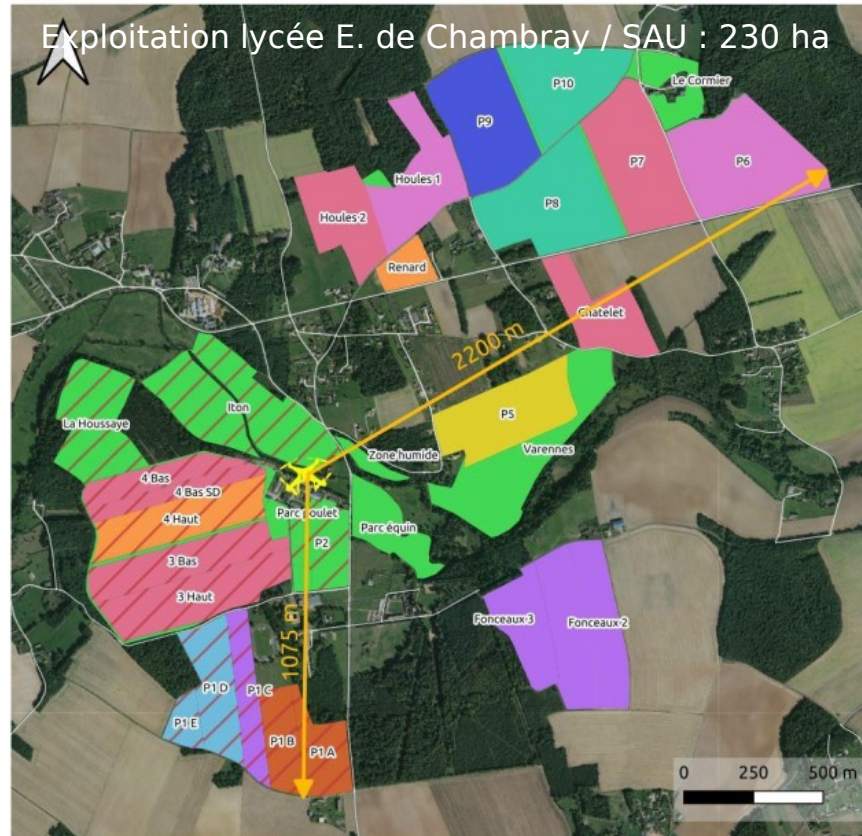 Exploitation lycée E. de Chambray / SAU : 230 ha
Le Cormier
P10
P9
P7
P6
Houles 1
P8
Houles 2
Renard
Chatelet
2200 m
Iton
La Houssaye
P5
Varennes
Zone humide
4 Bas
4 Bas SD
4 Haut
Parc poulet
Parc équin
P2
3 Bas
3 Haut
1075 m
Fonceaux 3
Fonceaux 2
P1 D
P1 C
P1 E
P1 B
P1 A
0 250 500 m